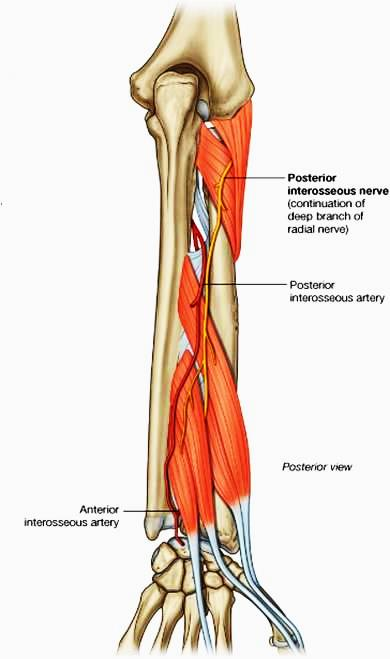 Posterior
interosseous nerve
(continuation of
deep branch of
radial nerve)
Posterior
interosseous artery
Posterior view
Anterior
interosseous artery